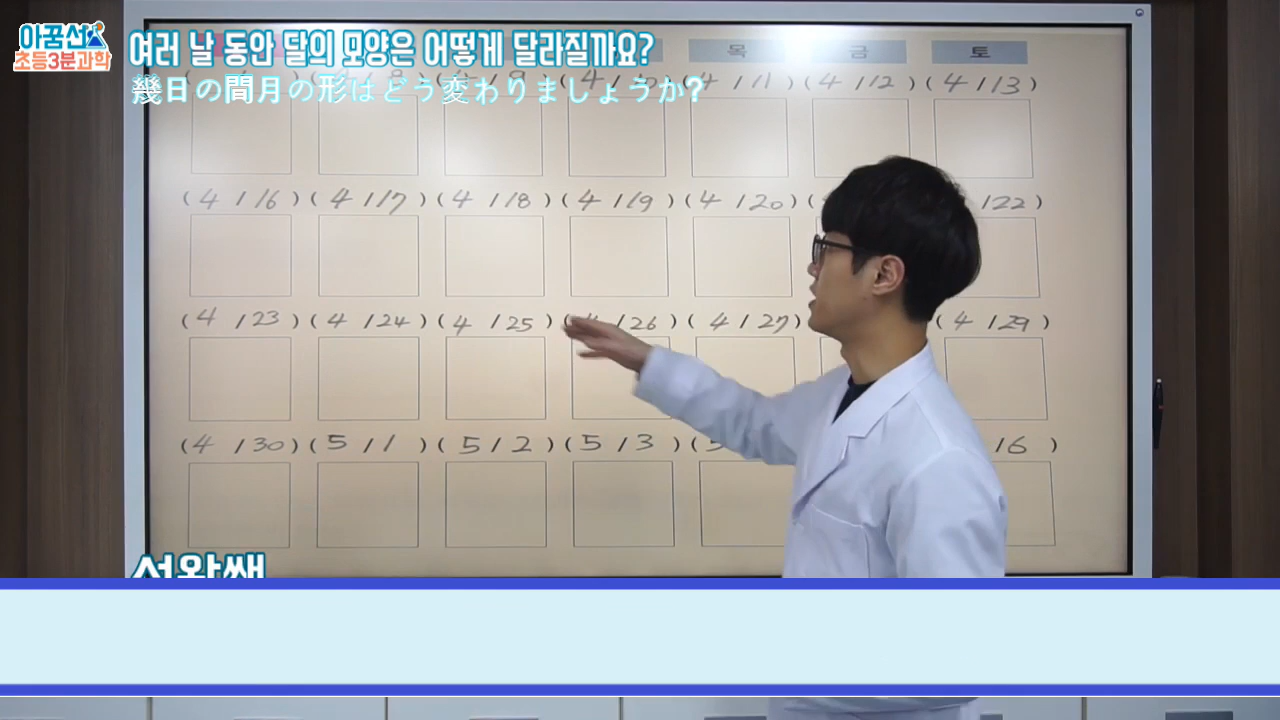 아꿈선
초등3분과학
여러 날 동안 달의 모양은 어떻게 달라질까요?
幾日の間月の形はどう変わりましょうか?
목 금 토
(4/11) (4/12) (4/13)
(4/16) (4/17) (4/18) (4/19) (4/20) /22)
(4/23) (4/24) (4/25) /26) (4/27) (4/29)
(4/30) (5/1) (5/2) (5/3) (5 /6)